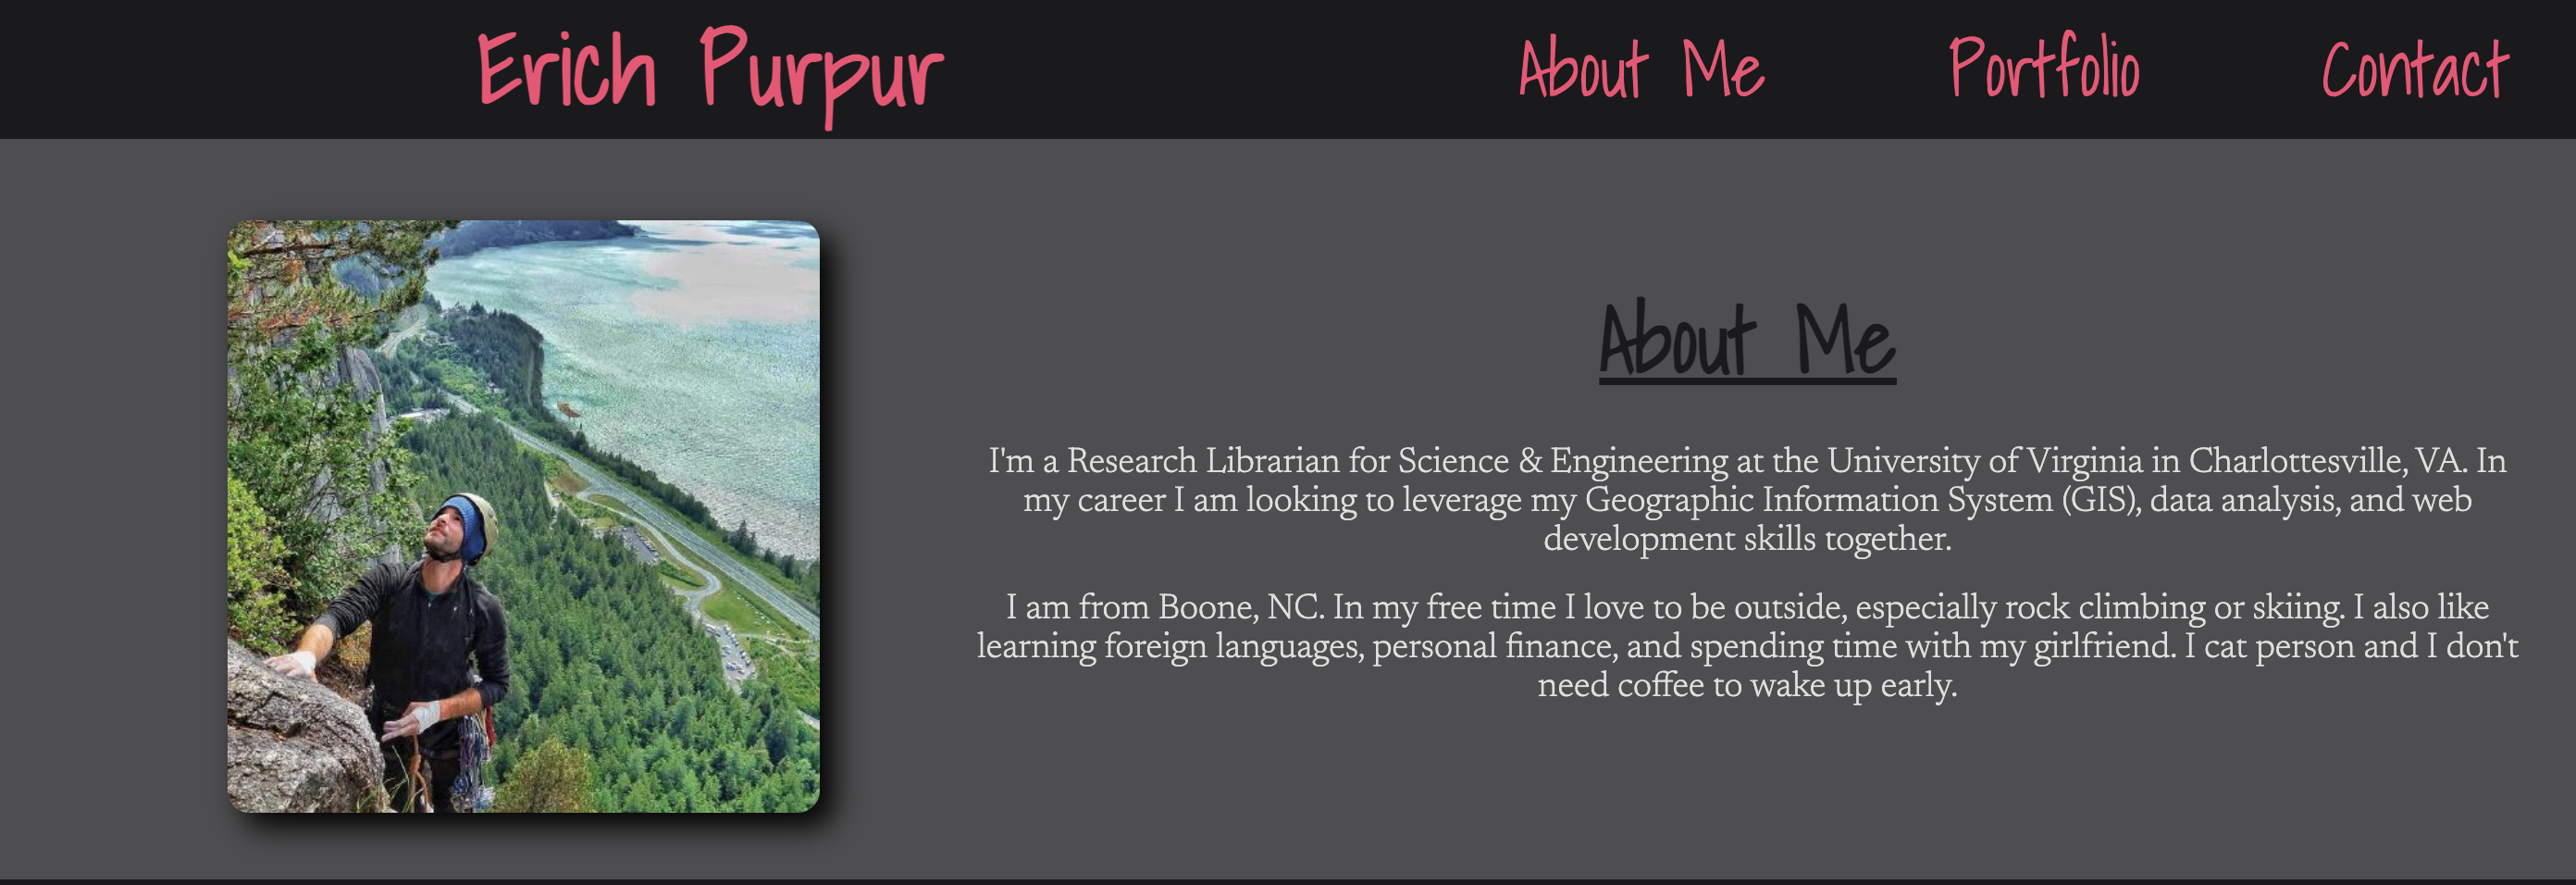 Erich Purpur
About Me
Portfolio
Contact
About Me
I'm a Research Librarian for Science & Engineering at the University of Virginia in Charlottesville, VA. In
my career I am looking to leverage my Geographic Information System (GIS), data analysis, and web
development skills together.
I am from Boone, NC. In my free time I love to be outside, especially rock climbing or skiing. I also like
learning foreign languages, personal finance, and spending time with my girlfriend. I cat person and I don't
need coffee to wake up early.